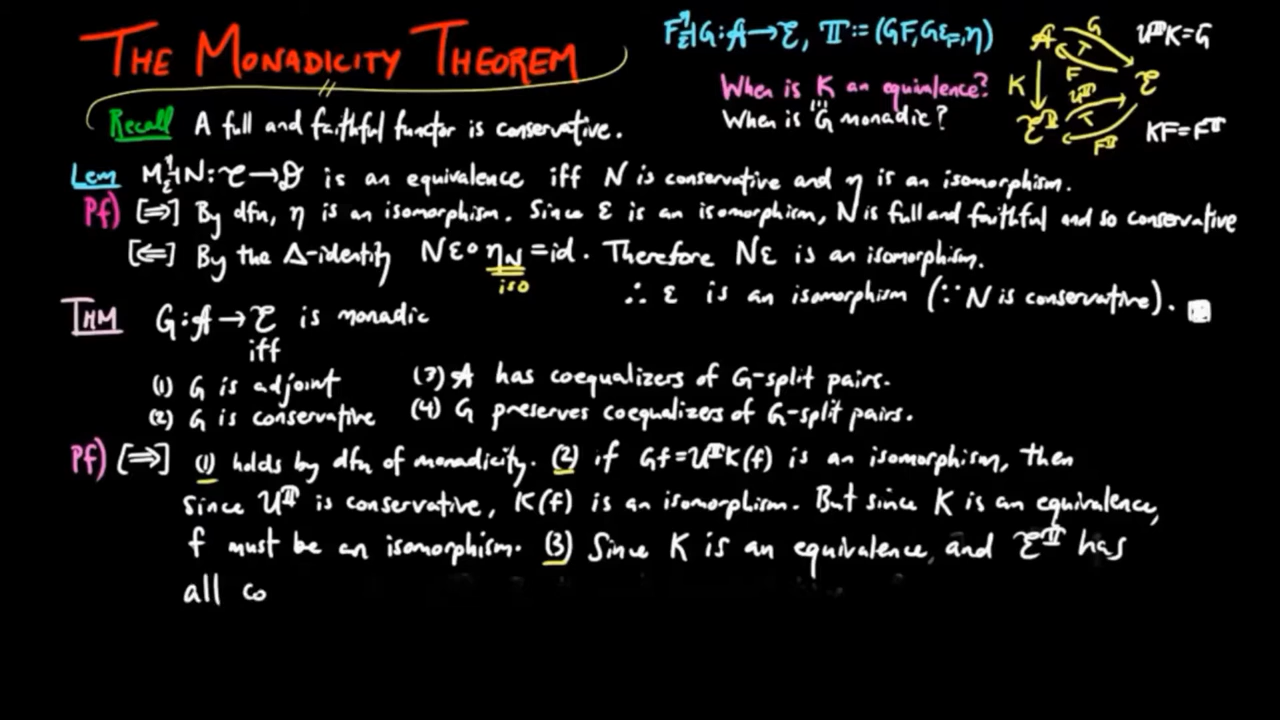 THE MONADICITY THEOREM
F ⊣ G : A → E, 𝕋 := (GF, Gε_F, η)
When is K an equivalence?
When is G monadic?
A G E
K T F
U^𝕋 T
E^𝕋 F^𝕋
U^𝕋K = G
KF = F^𝕋
Recall A full and faithful functor is conservative.
Lem M ⊣ N : C → D is an equivalence iff N is conservative and η is an isomorphism.
Pf) [⇒] By dfn, η is an isomorphism. Since ε is an isomorphism, N is full and faithful and so conservative
[⇐] By the Δ-identity Nε ∘ η_N = id. Therefore Nε is an isomorphism.
iso
∴ ε is an isomorphism (∵ N is conservative).
THM G : A → E is monadic
iff
(1) G is adjoint (3) A has coequalizers of G-split pairs.
(2) G is conservative (4) G preserves coequalizers of G-split pairs.
Pf) [⇒] (1) holds by dfn of monadicity. (2) if Gf = U^𝕋K(f) is an isomorphism, then
since U^𝕋 is conservative, K(f) is an isomorphism. But since K is an equivalence,
f must be an isomorphism. (3) Since K is an equivalence, and E^𝕋 has
all co